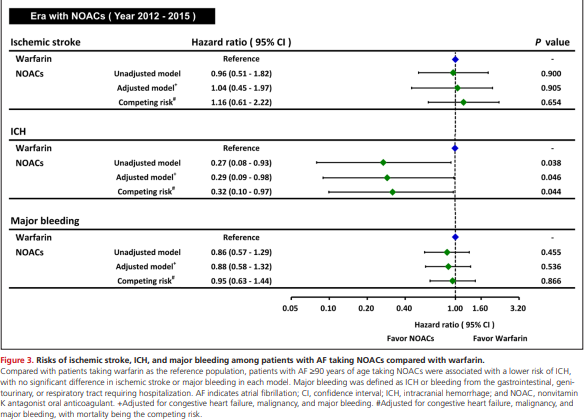 Era with NOACs ( Year 2012 - 2015 )
Ischemic stroke Hazard ratio ( 95% CI ) P value
Warfarin Reference -
NOACs Unadjusted model 0.96 (0.51 - 1.82) 0.900
Adjusted model+ 1.04 (0.45 - 1.97) 0.905
Competing risk# 1.16 (0.61 - 2.22) 0.654
ICH
Warfarin Reference -
NOACs Unadjusted model 0.27 (0.08 - 0.93) 0.038
Adjusted model+ 0.29 (0.09 - 0.98) 0.046
Competing risk# 0.32 (0.10 - 0.97) 0.044
Major bleeding
Warfarin Reference -
NOACs Unadjusted model 0.86 (0.57 - 1.29) 0.455
Adjusted model+ 0.88 (0.58 - 1.32) 0.536
Competing risk# 0.95 (0.63 - 1.44) 0.866
0.05 0.10 0.20 0.40 1.00 1.60 3.20
Hazard ratio ( 95% CI )
Favor NOACs Favor Warfarin
Figure 3. Risks of ischemic stroke, ICH, and major bleeding among patients with AF taking NOACs compared with warfarin.
Compared with patients taking warfarin as the reference population, patients with AF ≥90 years of age taking NOACs were associated with a lower risk of ICH,
with no significant difference in ischemic stroke or major bleeding in each model. Major bleeding was defined as ICH or bleeding from the gastrointestinal, geni-
tourinary, or respiratory tract requiring hospitalization. AF indicates atrial fibrillation; CI, confidence interval; ICH, intracranial hemorrhage; and NOAC, nonvitamin
K antagonist oral anticoagulant. +Adjusted for congestive heart failure, malignancy, and major bleeding. #Adjusted for congestive heart failure, malignancy, and
major bleeding, with mortality being the competing risk.